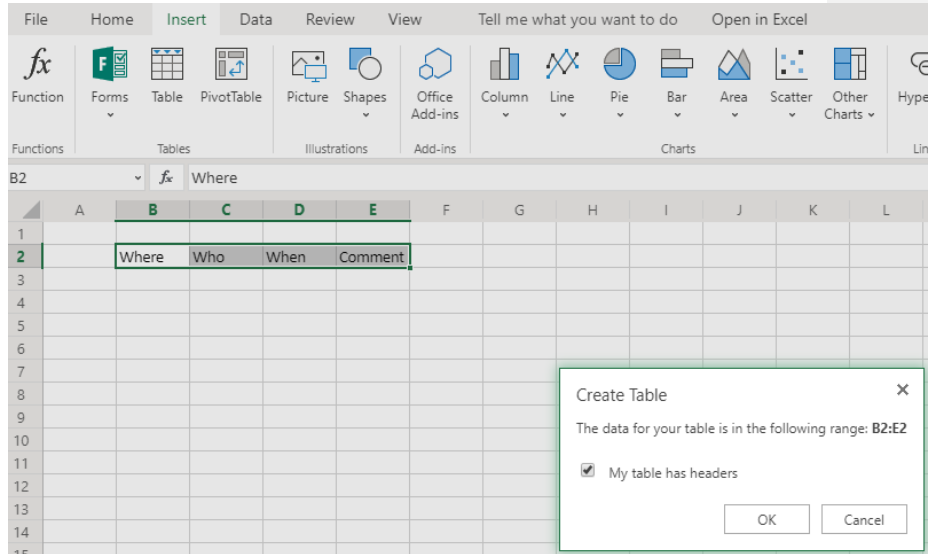 File Home Insert Data Review View Tell me what you want to do Open in Excel
fx F
Function Forms Table PivotTable Picture Shapes Office Add-ins Column Line Pie Bar Area Scatter Other Charts
Functions Tables Illustrations Add-ins Charts
B2 fx Where
A B C D E F G H I J K L
1
2 Where Who When Comment
3
4
5
6
7
8
9
10
11
12
13
14
15
Create Table
The data for your table is in the following range: B2:E2
My table has headers
OK Cancel